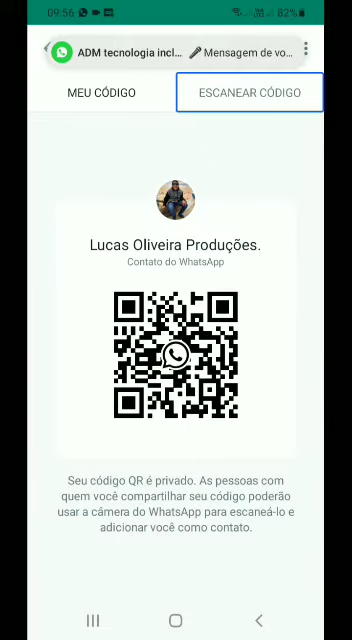 09:56
82%
ADM tecnologia incl... Mensagem de vo...
MEU CÓDIGO
ESCANEAR CÓDIGO
Lucas Oliveira Produções.
Contato do WhatsApp
Seu código QR é privado. As pessoas com
quem você compartilhar seu código poderão
usar a câmera do WhatsApp para escaneá-lo e
adicionar você como contato.